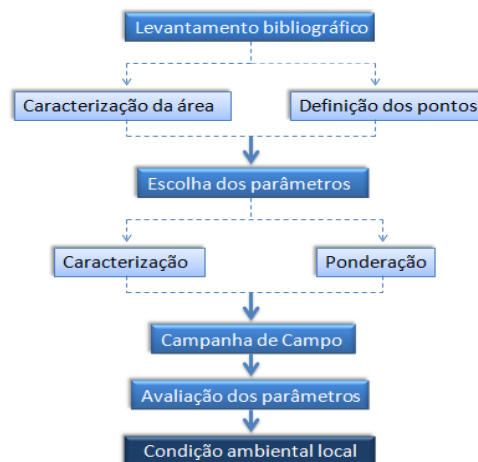 Levantamento bibliográfico
Caracterização da área
Definição dos pontos
Escolha dos parâmetros
Caracterização
Ponderação
Campanha de Campo
Avaliação dos parâmetros
Condição ambiental local